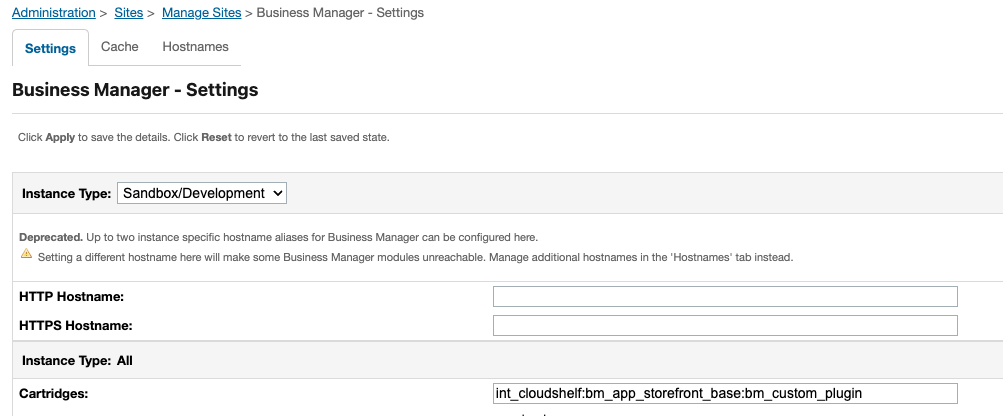 Administration > Sites > Manage Sites > Business Manager - Settings
Settings Cache Hostnames
Business Manager - Settings
Click Apply to save the details. Click Reset to revert to the last saved state.
Instance Type: Sandbox/Development
Deprecated. Up to two instance specific hostname aliases for Business Manager can be configured here.
Setting a different hostname here will make some Business Manager modules unreachable. Manage additional hostnames in the 'Hostnames' tab instead.
HTTP Hostname:
HTTPS Hostname:
Instance Type: All
Cartridges: int_cloudshelf:bm_app_storefront_base:bm_custom_plugin